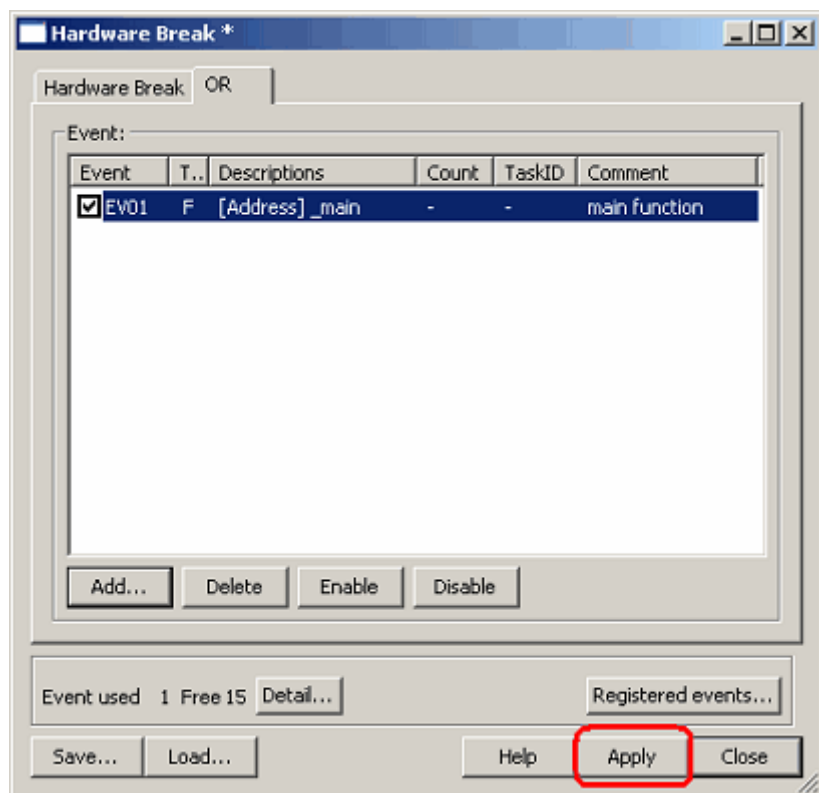 Hardware Break *
Hardware Break OR
Event:
Event T.. Descriptions Count TaskID Comment
EV01 F [Address] _main - - main function
Add... Delete Enable Disable
Event used 1 Free 15 Detail... Registered events...
Save... Load... Help Apply Close